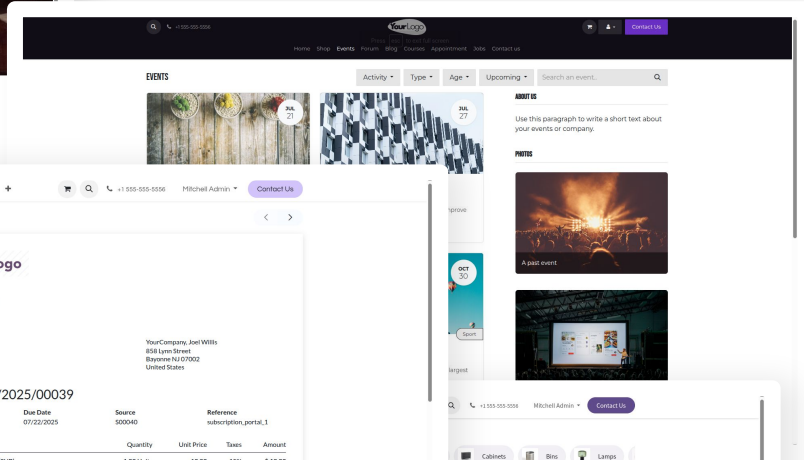 +1 555-555-5556
YourLogo
Contact Us
Home Shop Events Forum Blog Courses Appointment Jobs Contact us
EVENTS
Activity Type Age Upcoming Search an event..
JUL
21
JUL
27
ABOUT US
Use this paragraph to write a short text about
your events or company.
PHOTOS
A past event
mprove
OCT
30
Sport
largest
+ +1 555-555-5556 Mitchell Admin Contact Us
ogo
YourCompany, Joel Willis
858 Lynn Street
Bayonne NJ 07002
United States
/2025/00039
Due Date Source Reference
07/22/2025 S00040 subscription_portal_1
Quantity Unit Price Taxes Amount
+1 555-555-5556 Mitchell Admin Contact Us
Cabinets Bins Lamps